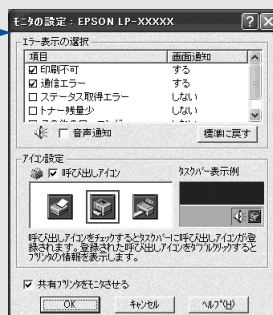 モニタの設定：EPSON LP-XXXXX
エラー表示の選択
項目 画面通知
印刷不可 する
通信エラー する
ステータス取得エラー しない
トナー残量少 しない
音声通知 標準に戻す
アイコン設定
呼び出しアイコン タスクバー表示例
呼び出しアイコンをチェックするとタスクバーに呼び出しアイコンが登
録されます。登録された呼び出しアイコンをダブルクリックすると
プリンタの情報を表示します。
共有プリンタをモニタさせる
OK キャンセル ヘルプ(H)